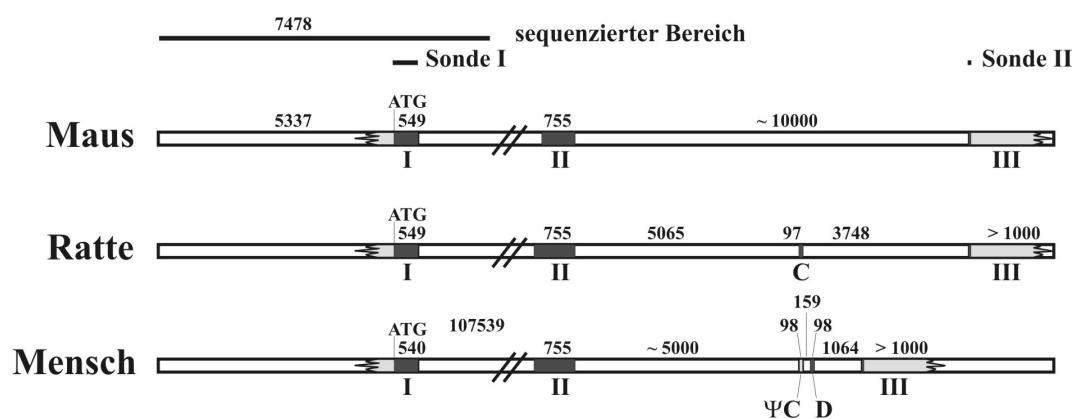 7478 sequenzierter Bereich
Sonde I Sonde II
ATG
5337 549 755 ~ 10000
Maus
I II III
ATG
549 755 5065 97 3748 > 1000
Ratte
I II C III
159
ATG 107539 98 98
540 755 ~ 5000 1064 > 1000
Mensch
I II III
ΨC D